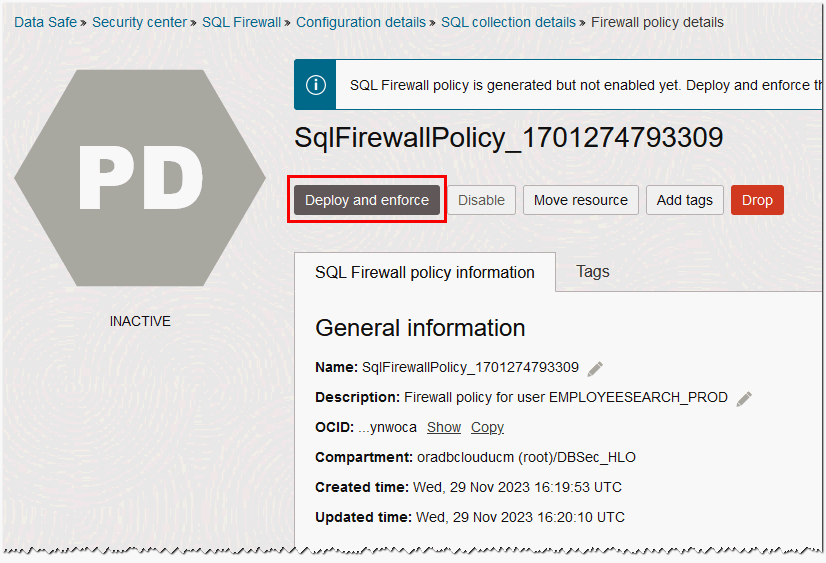 Data Safe » Security center » SQL Firewall » Configuration details » SQL collection details » Firewall policy details
SQL Firewall policy is generated but not enabled yet. Deploy and enforce th
PD
SqlFirewallPolicy_1701274793309
Deploy and enforce Disable Move resource Add tags Drop
INACTIVE
SQL Firewall policy information Tags
General information
Name: SqlFirewallPolicy_1701274793309
Description: Firewall policy for user EMPLOYEESEARCH_PROD
OCID: ...ynwoca Show Copy
Compartment: oradbclouducm (root)/DBSec_HLO
Created time: Wed, 29 Nov 2023 16:19:53 UTC
Updated time: Wed, 29 Nov 2023 16:20:10 UTC